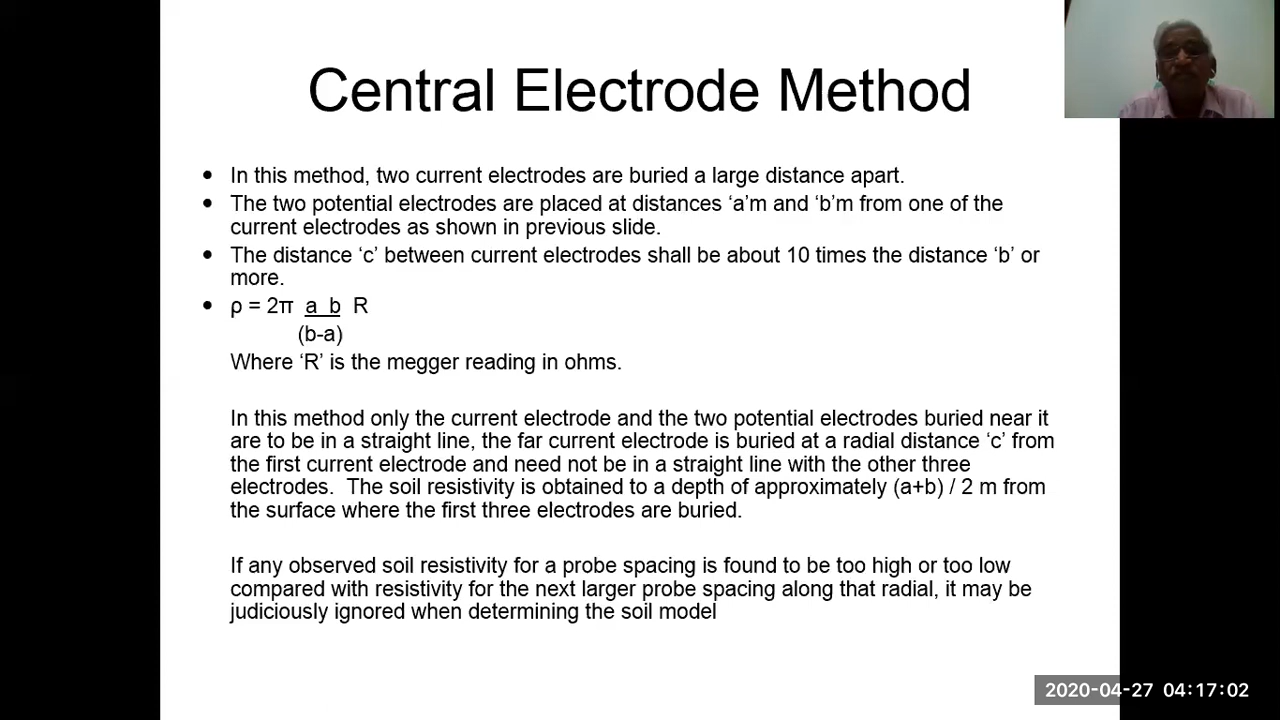 Central Electrode Method
• In this method, two current electrodes are buried a large distance apart.
• The two potential electrodes are placed at distances ‘a’m and ‘b’m from one of the
current electrodes as shown in previous slide.
• The distance ‘c’ between current electrodes shall be about 10 times the distance ‘b’ or
more.
• ρ = 2π a b R
(b-a)
Where ‘R’ is the megger reading in ohms.
In this method only the current electrode and the two potential electrodes buried near it
are to be in a straight line, the far current electrode is buried at a radial distance ‘c’ from
the first current electrode and need not be in a straight line with the other three
electrodes. The soil resistivity is obtained to a depth of approximately (a+b) / 2 m from
the surface where the first three electrodes are buried.
If any observed soil resistivity for a probe spacing is found to be too high or too low
compared with resistivity for the next larger probe spacing along that radial, it may be
judiciously ignored when determining the soil model
2020-04-27 04:17:02